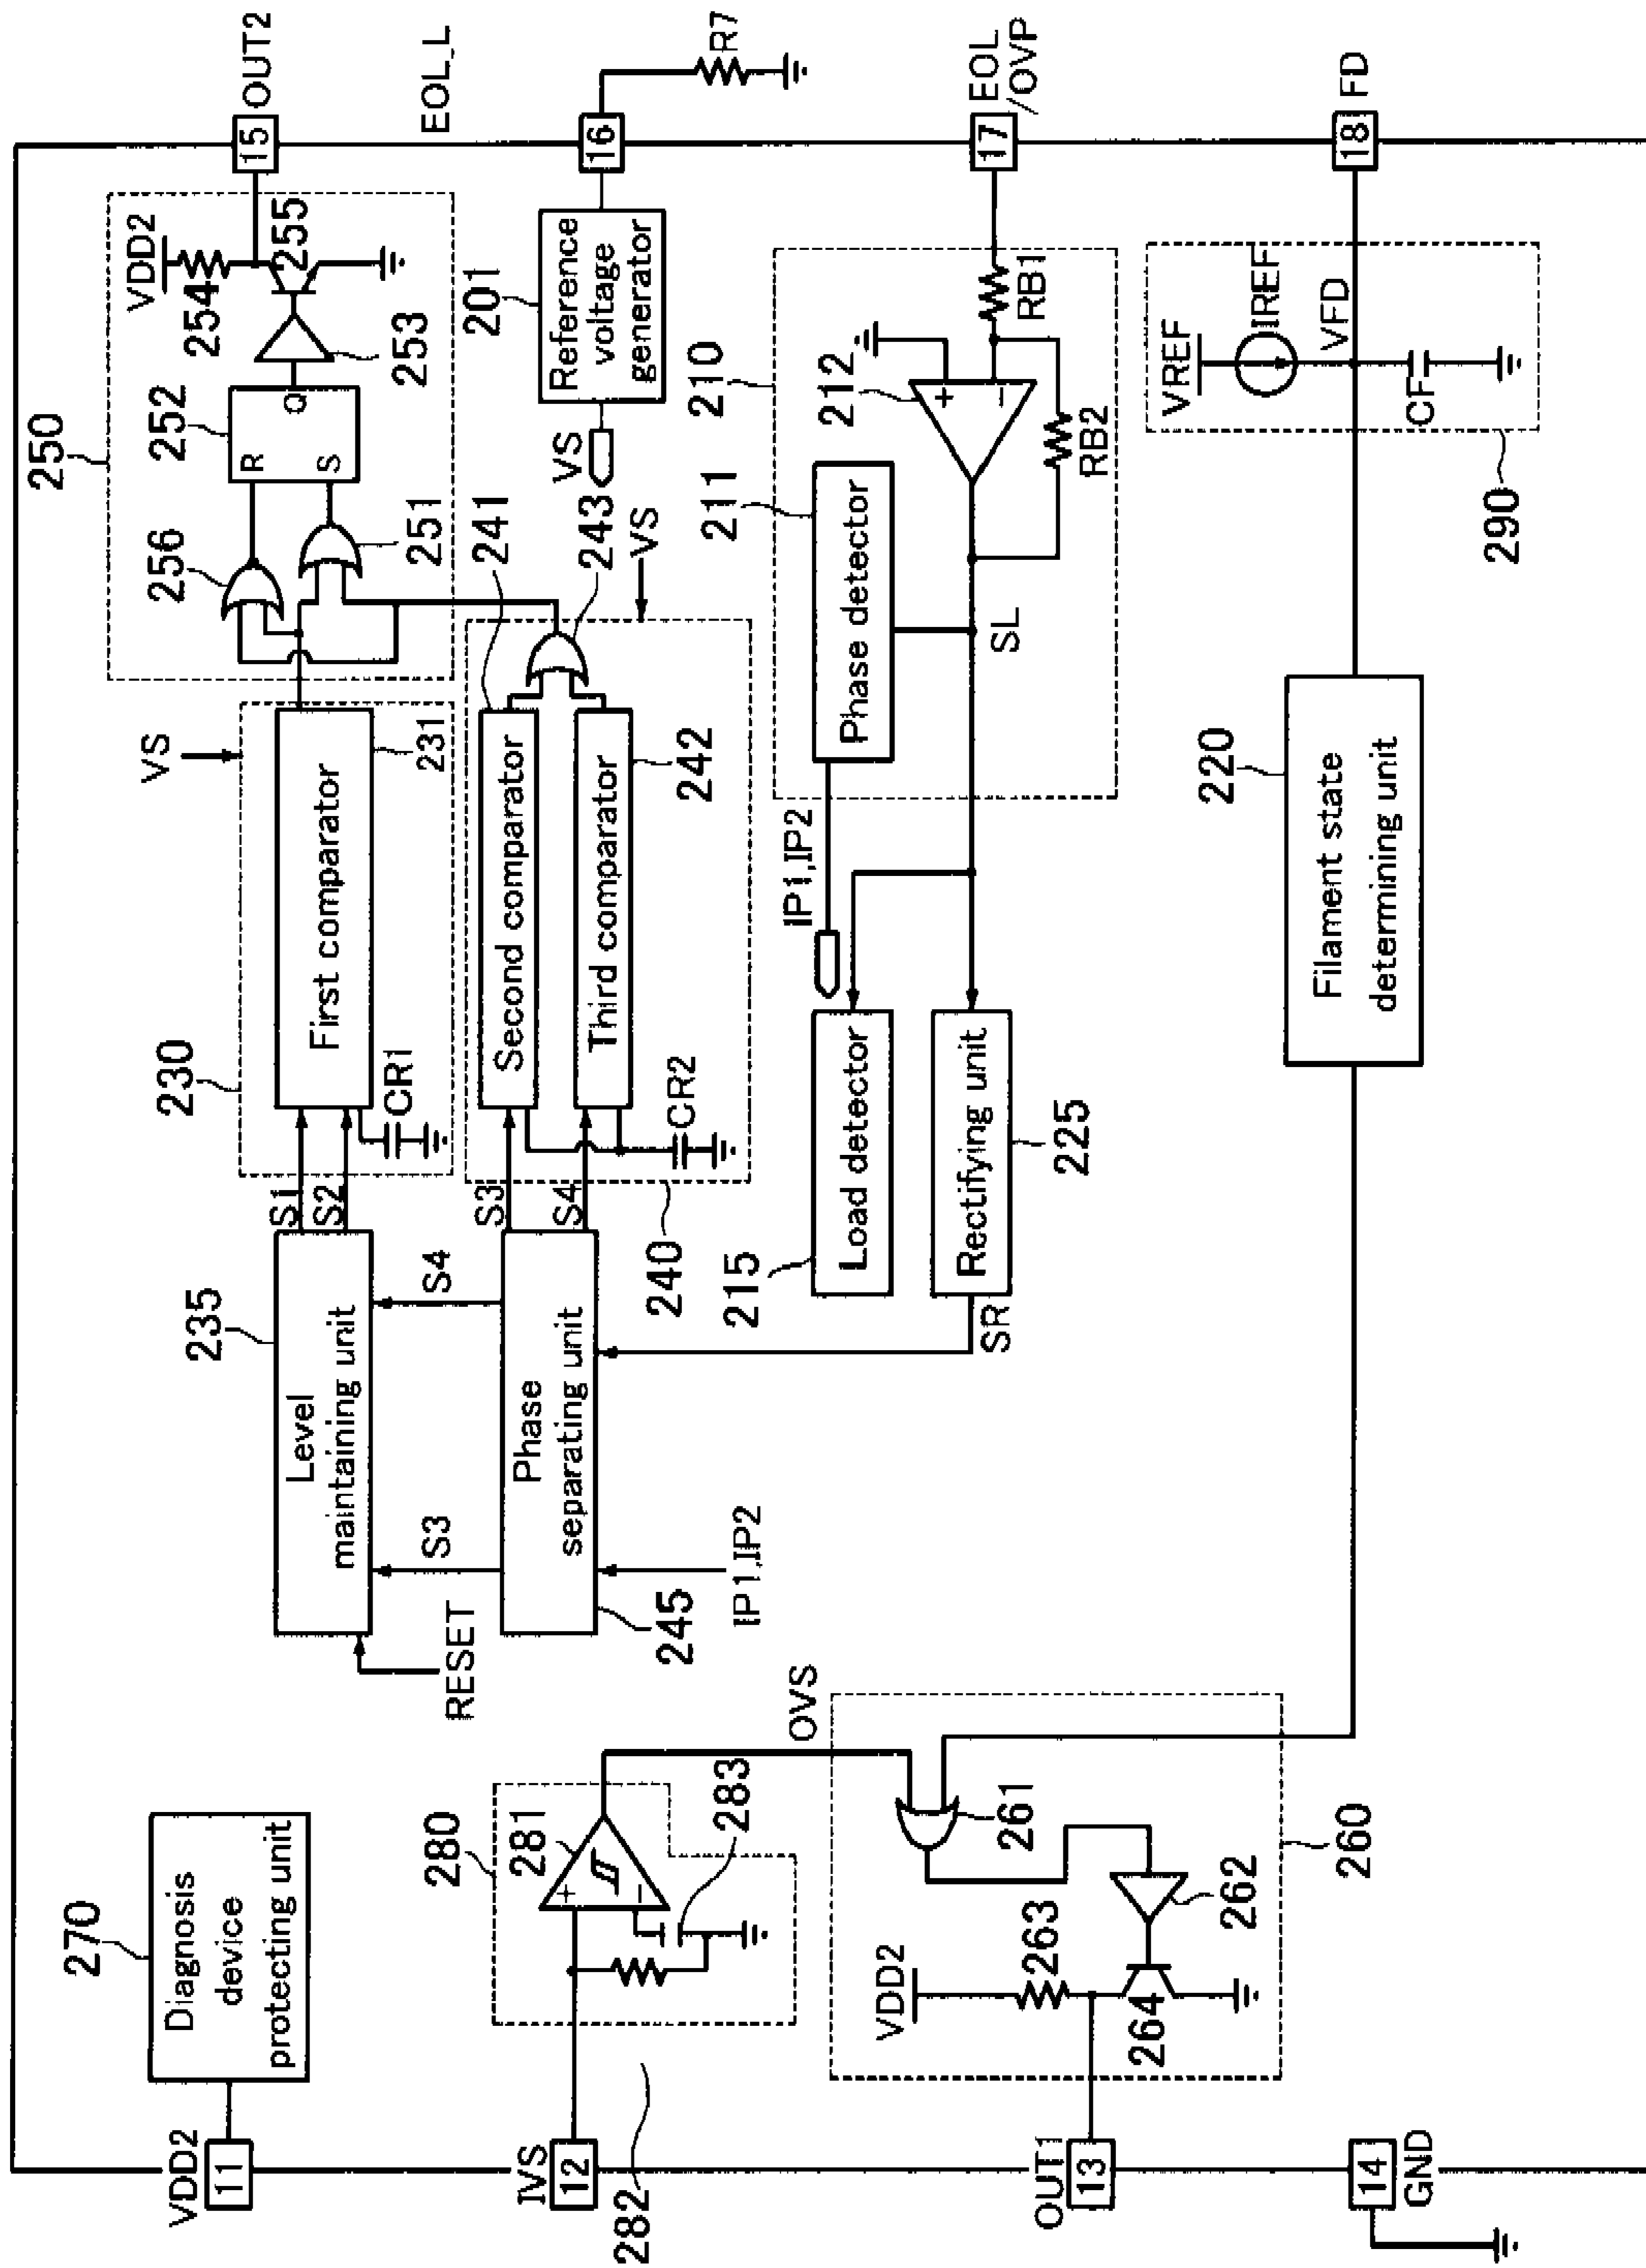 VDD2
11
270
Diagnosis
device
protecting unit
IVS
12
282
280
281
+
−
283
OVS
OUT1
13
VDD2
263
264
262
261
260
14
GND
RESET
235
Level
maintaining unit
S3
S4
245
Phase
separating unit
IP1,IP2
SR
S1
S2
S3
S4
230
First comparator
231
CR1
VS
240
Second comparator
241
Third comparator
242
CR2
243
VS
250
256
251
252
R
S
Q
253
254
255
VDD2
15
OUT2
EOL_L
VS
201
Reference
voltage
generator
16
R7
215
Load detector
Rectifying unit
225
IP1,IP2
211
Phase detector
210
212
+
−
SL
RB1
RB2
17
EOL
/OVP
220
Filament state
determining unit
290
VREF
IREF
VFD
CF
18
FD